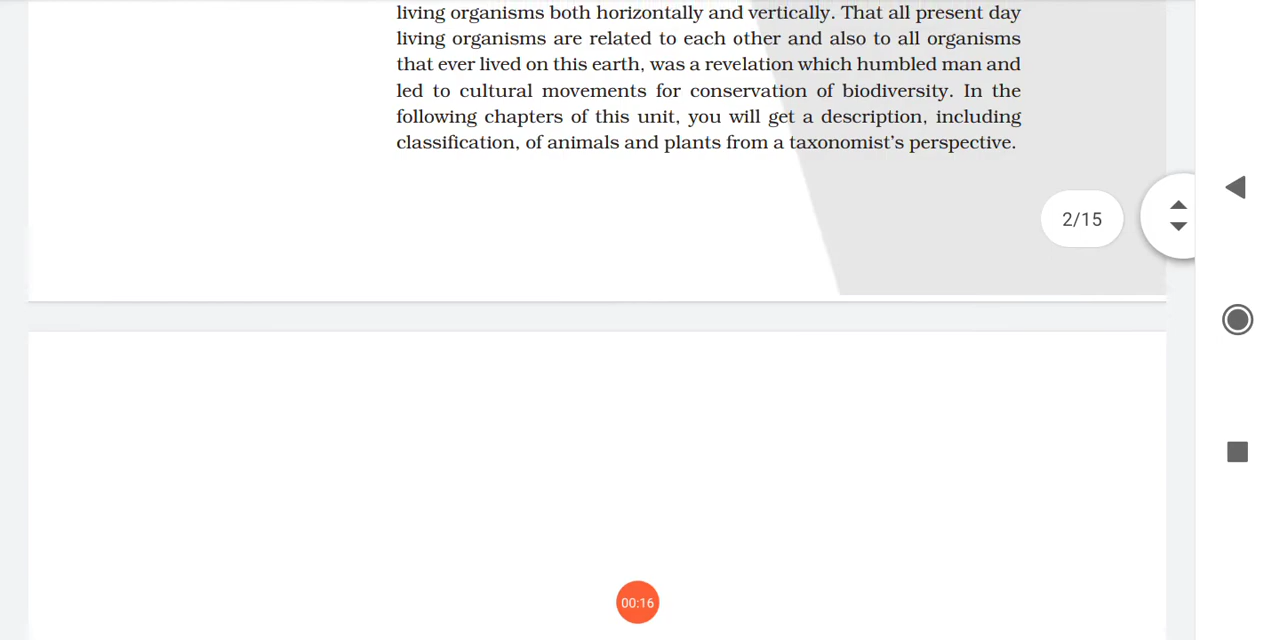 living organisms both horizontally and vertically. That all present day
living organisms are related to each other and also to all organisms
that ever lived on this earth, was a revelation which humbled man and
led to cultural movements for conservation of biodiversity. In the
following chapters of this unit, you will get a description, including
classification, of animals and plants from a taxonomist’s perspective.
2/15
00:16